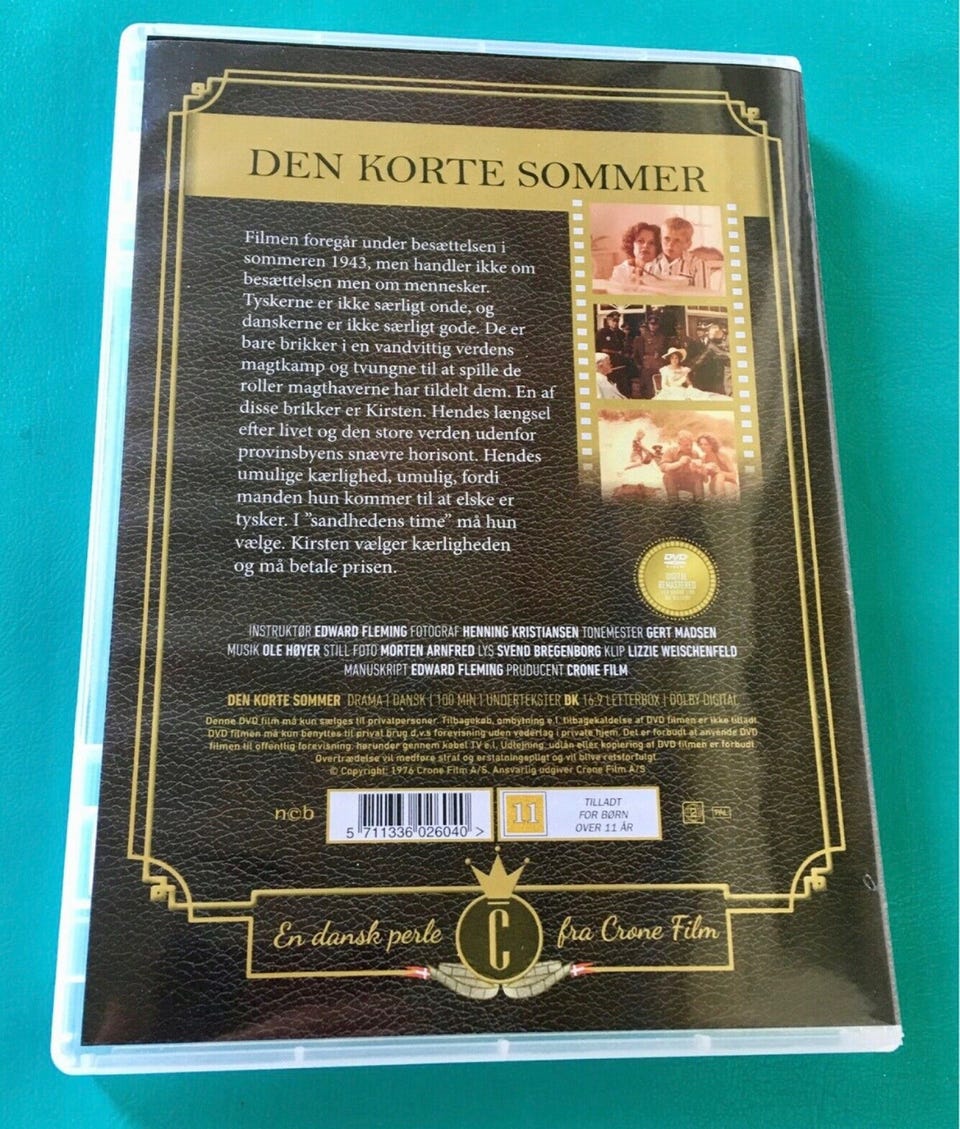 DEN KORTE SOMMER
Filmen foregår under besættelsen i
sommeren 1943, men handler ikke om
besættelsen men om mennesker.
Tyskerne er ikke særligt onde, og
danskerne er ikke særligt gode. De er
bare brikker i en vandvittig verdens
magtkamp og tvungne til at spille de
roller magthaverne har tildelt dem. En af
disse brikker er Kirsten. Hendes længsel
efter livet og den store verden udenfor
provinsbyens snævre horisont. Hendes
umulige kærlighed, umulig, fordi
manden hun kommer til at elske er
tysker. I ”sandhedens time” må hun
vælge. Kirsten vælger kærligheden
og må betale prisen.
DVD
DIGITAL
REMASTERED
INSTRUKTØR EDWARD FLEMING FOTOGRAF HENNING KRISTIANSEN TONEMESTER GERT MADSEN
MUSIK OLE HØYER STILL FOTO MORTEN ARNFRED LYS SVEND BREGENBORG KLIP LIZZIE WEISCHENFELD
MANUSKRIPT EDWARD FLEMING PRUDUCENT CRONE FILM
DEN KORTE SOMMER DRAMA | DANSK | 100 MIN | UNDERTEKSTER DK 16:9 LETTERBOX | DOLBY DIGITAL
Denne DVD film må kun sælges til privatpersoner. Tilbagekøb, ombytning e.l. tilbagekaldelse af DVD filmen er ikke tilladt.
DVD filmen må kun benyttes til privat brug d.v.s forevisning uden vederlag i private hjem. Det er forbudt at anvende DVD
filmen til offentlig forevisning, herunder gennem kabel TV e.l. Udlejning, udlån eller kopiering af DVD filmen er forbudt.
Overtrædelse vil medføre straf og erstatningspligt og vil blive retsforfulgt.
© Copyright: 1976 Crone Film A/S. Ansvarlig udgiver Crone Film A/S
ncb
5 711336 026040 >
11
TILLADT
FOR BØRN
OVER 11 ÅR
2
PAL
En dansk perle C fra Crone Film